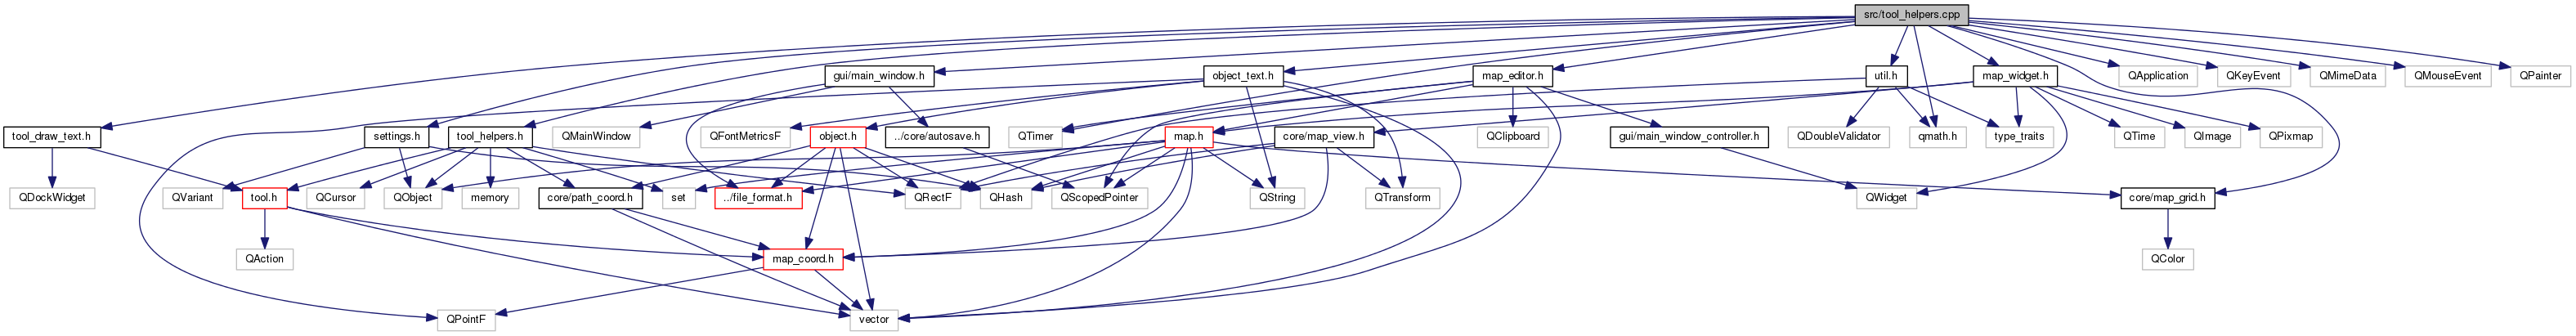 src/tool_helpers.cpp
gui/main_window.h
object_text.h
map_editor.h
util.h
map_widget.h
QApplication
QKeyEvent
QMimeData
QMouseEvent
QPainter
tool_draw_text.h
settings.h
tool_helpers.h
QMainWindow
QFontMetricsF
object.h
../core/autosave.h
QTimer
map.h
core/map_view.h
QClipboard
gui/main_window_controller.h
QDoubleValidator
qmath.h
type_traits
QTime
QImage
QPixmap
QDockWidget
QVariant
tool.h
QCursor
QObject
memory
core/path_coord.h
set
../file_format.h
QRectF
QHash
QScopedPointer
QString
QTransform
QWidget
core/map_grid.h
QAction
map_coord.h
QColor
QPointF
vector